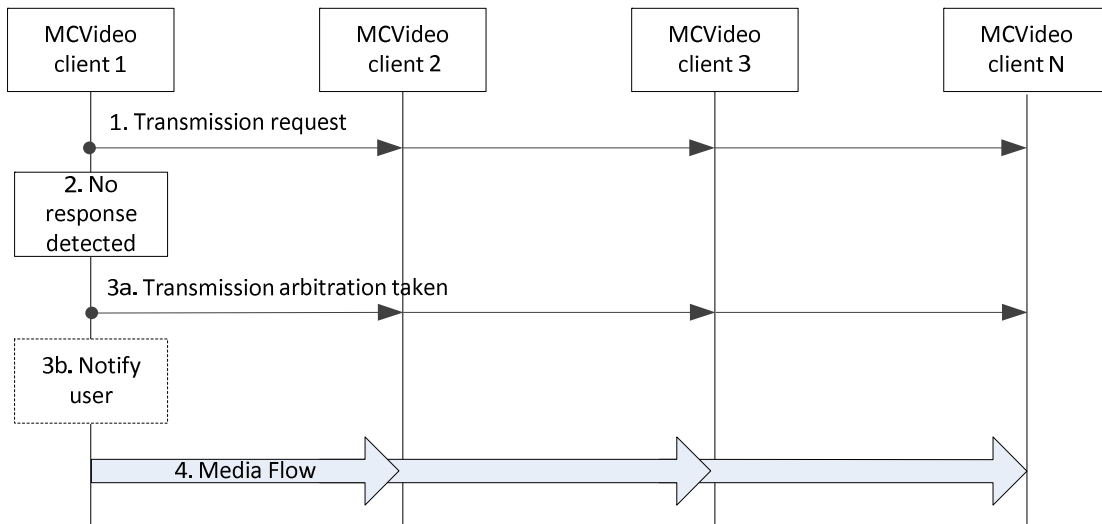 MCVideo
client 1
MCVideo
client 2
MCVideo
client 3
MCVideo
client N
1. Transmission request
2. No
response
detected
3a. Transmission arbitration taken
3b. Notify
user
4. Media Flow